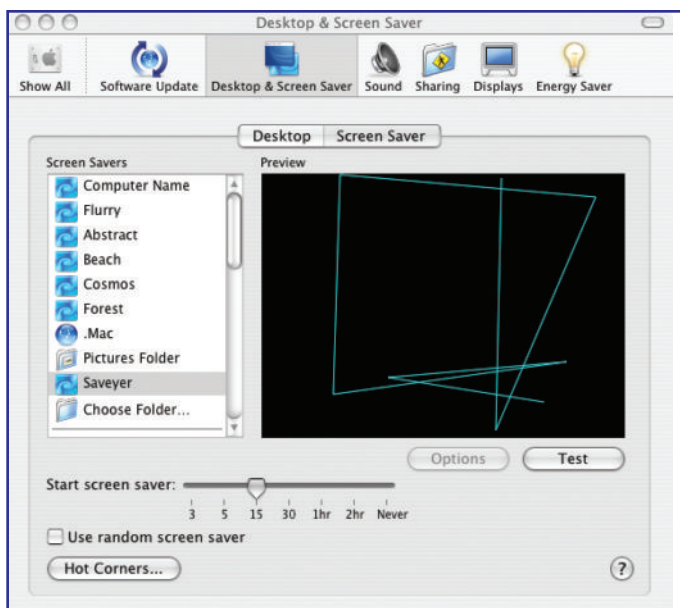 Desktop & Screen Saver
Show All Software Update Desktop & Screen Saver Sound Sharing Displays Energy Saver
Desktop Screen Saver
Screen Savers
Computer Name
Flurry
Abstract
Beach
Cosmos
Forest
.Mac
Pictures Folder
Saveyer
Choose Folder...
Preview
Options Test
Start screen saver:
3 5 15 30 1hr 2hr Never
Use random screen saver
Hot Corners... ?